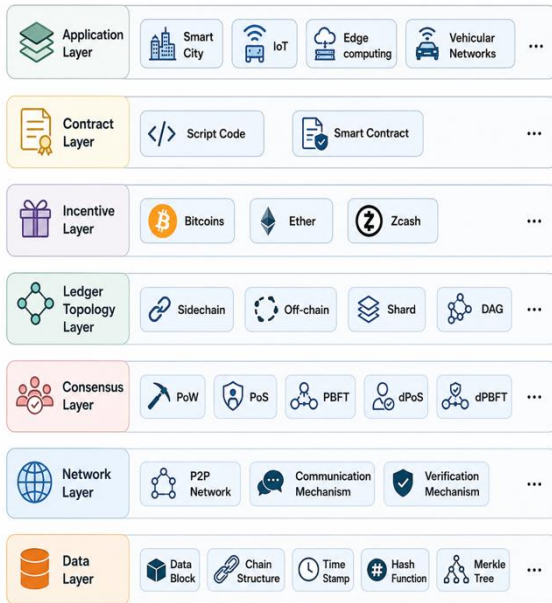 Application
Layer
Smart
City
IoT
Edge
computing
Vehicular
Networks
...
Contract
Layer
</> Script Code
Smart Contract
...
Incentive
Layer
Bitcoins
Ether
Zcash
...
Ledger
Topology
Layer
Sidechain
Off-chain
Shard
DAG
...
Consensus
Layer
PoW
PoS
PBFT
dPoS
dPBFT
...
Network
Layer
P2P
Network
Communication
Mechanism
Verification
Mechanism
...
Data
Layer
Data
Block
Chain
Structure
Time
Stamp
Hash
Function
Merkle
Tree
...